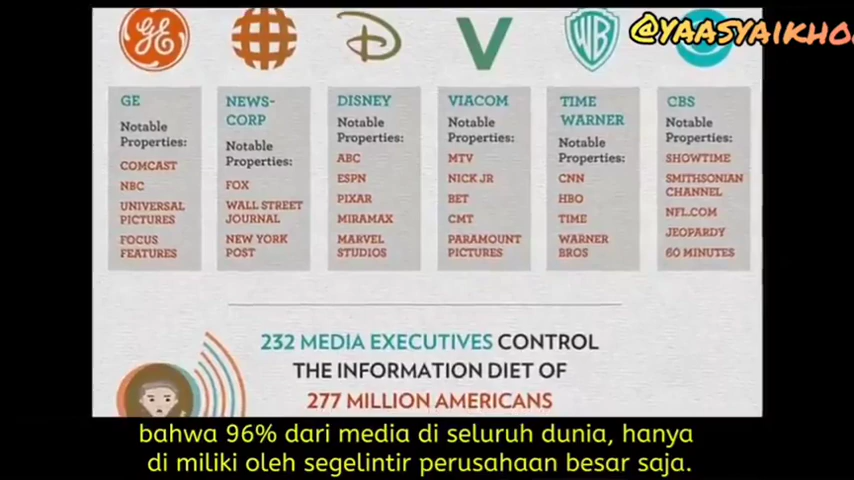 GE
WB
@YAASYAIKHO
GE
Notable
Properties:
COMCAST
NBC
UNIVERSAL
PICTURES
FOCUS
FEATURES
NEWS-
CORP
Notable
Properties:
FOX
WALL STREET
JOURNAL
NEW YORK
POST
DISNEY
Notable
Properties:
ABC
ESPN
PIXAR
MIRAMAX
MARVEL
STUDIOS
VIACOM
Notable
Properties:
MTV
NICK JR
BET
CMT
PARAMOUNT
PICTURES
TIME
WARNER
Notable
Properties:
CNN
HBO
TIME
WARNER
BROS
CBS
Notable
Properties:
SHOWTIME
SMITHSONIAN
CHANNEL
NFL.COM
JEOPARDY
60 MINUTES
232 MEDIA EXECUTIVES CONTROL
THE INFORMATION DIET OF
277 MILLION AMERICANS
bahwa 96% dari media di seluruh dunia, hanya
di miliki oleh segelintir perusahaan besar saja.